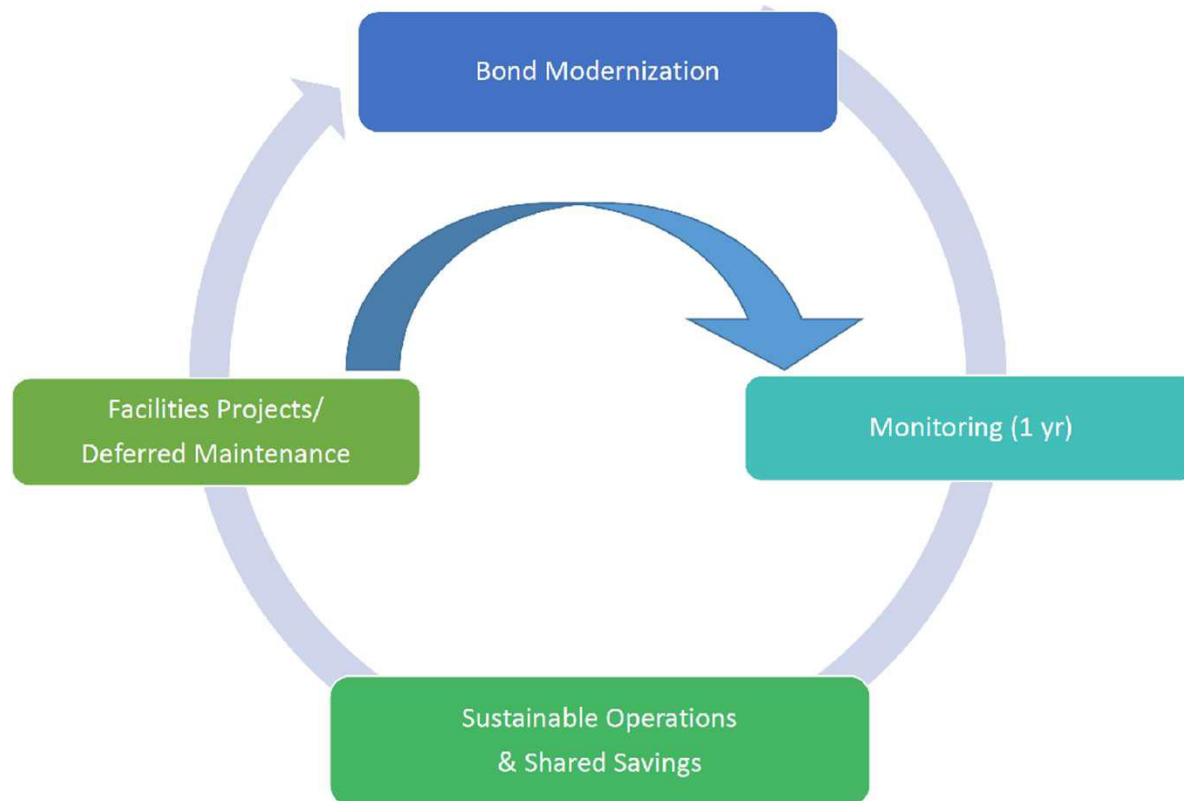 Bond Modernization
Facilities Projects/
Deferred Maintenance
Monitoring (1 yr)
Sustainable Operations
& Shared Savings